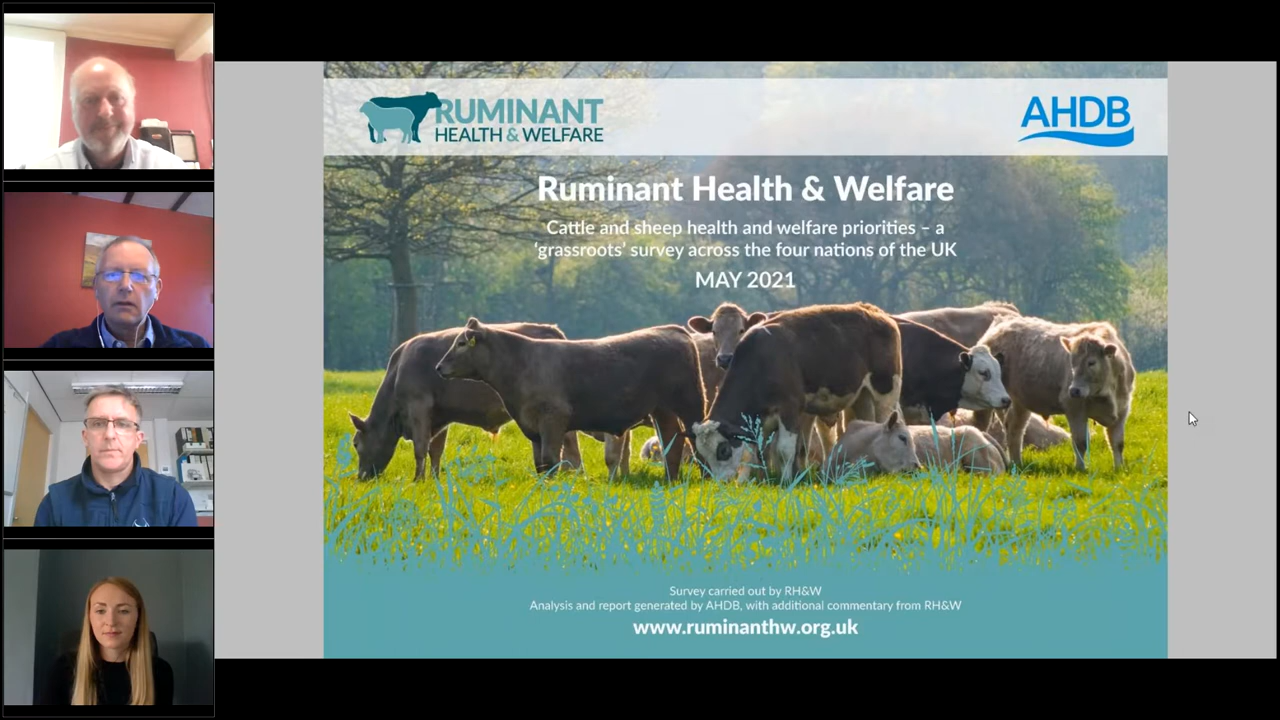 RUMINANT
HEALTH & WELFARE
AHDB
Ruminant Health & Welfare
Cattle and sheep health and welfare priorities – a
‘grassroots’ survey across the four nations of the UK
MAY 2021
Survey carried out by RH&W
Analysis and report generated by AHDB, with additional commentary from RH&W
www.ruminanthw.org.uk